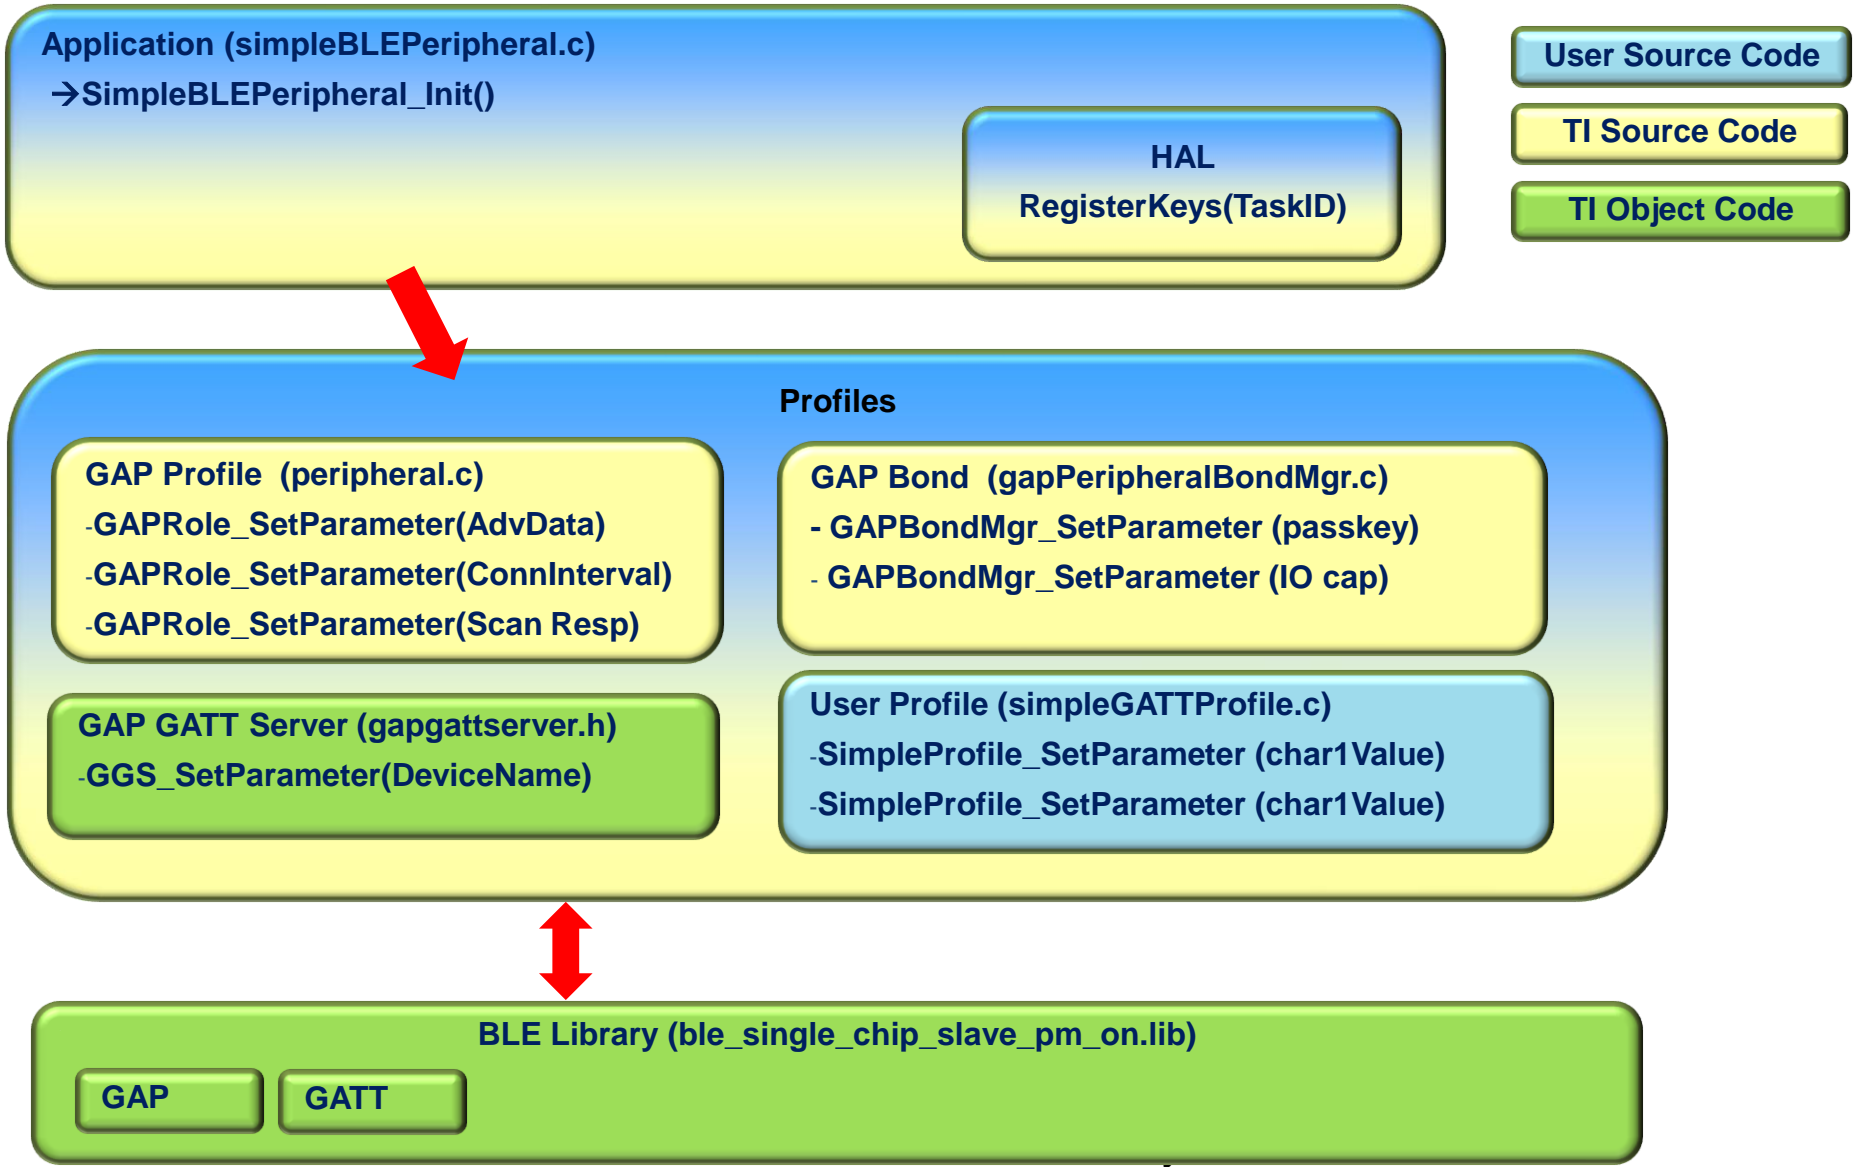 Application (simpleBLEPeripheral.c)
→SimpleBLEPeripheral_Init()
HAL
RegisterKeys(TaskID)
User Source Code
TI Source Code
TI Object Code
Profiles
GAP Profile (peripheral.c)
-GAPRole_SetParameter(AdvData)
-GAPRole_SetParameter(ConnInterval)
-GAPRole_SetParameter(Scan Resp)
GAP Bond (gapPeripheralBondMgr.c)
- GAPBondMgr_SetParameter (passkey)
- GAPBondMgr_SetParameter (IO cap)
GAP GATT Server (gapgattserver.h)
-GGS_SetParameter(DeviceName)
User Profile (simpleGATTProfile.c)
-SimpleProfile_SetParameter (char1Value)
-SimpleProfile_SetParameter (char1Value)
BLE Library (ble_single_chip_slave_pm_on.lib)
GAP
GATT